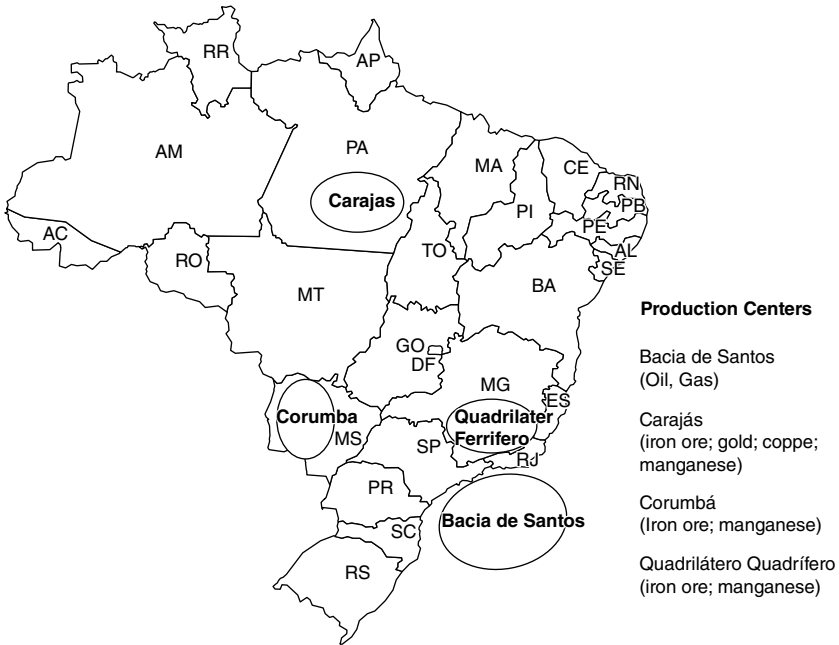 RR
AP
AM
PA
MA
CE
RN
PB
PI
PE
AL
SE
Carajas
AC
RO
TO
BA
MT
GO
DF
MG
ES
Corumba
MS
Quadrilater
Ferrifero
SP
RJ
PR
Bacia de Santos
SC
RS
Production Centers
Bacia de Santos
(Oil, Gas)
Carajás
(iron ore; gold; coppe;
manganese)
Corumbá
(Iron ore; manganese)
Quadrilátero Quadrífero
(iron ore; manganese)